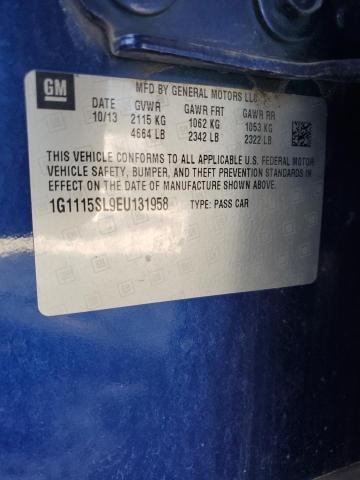 GM
MFD BY GENERAL MOTORS LLC
DATE GVWR GAWR FRT GAWR RR
10/13 2115 KG 1062 KG 1053 KG
4664 LB 2342 LB 2322 LB
THIS VEHICLE CONFORMS TO ALL APPLICABLE U.S. FEDERAL MOTOR
VEHICLE SAFETY, BUMPER, AND THEFT PREVENTION STANDARDS IN
EFFECT ON THE DATE OF MANUFACTURE SHOWN ABOVE.
1G1115SL9EU131958 TYPE: PASS CAR